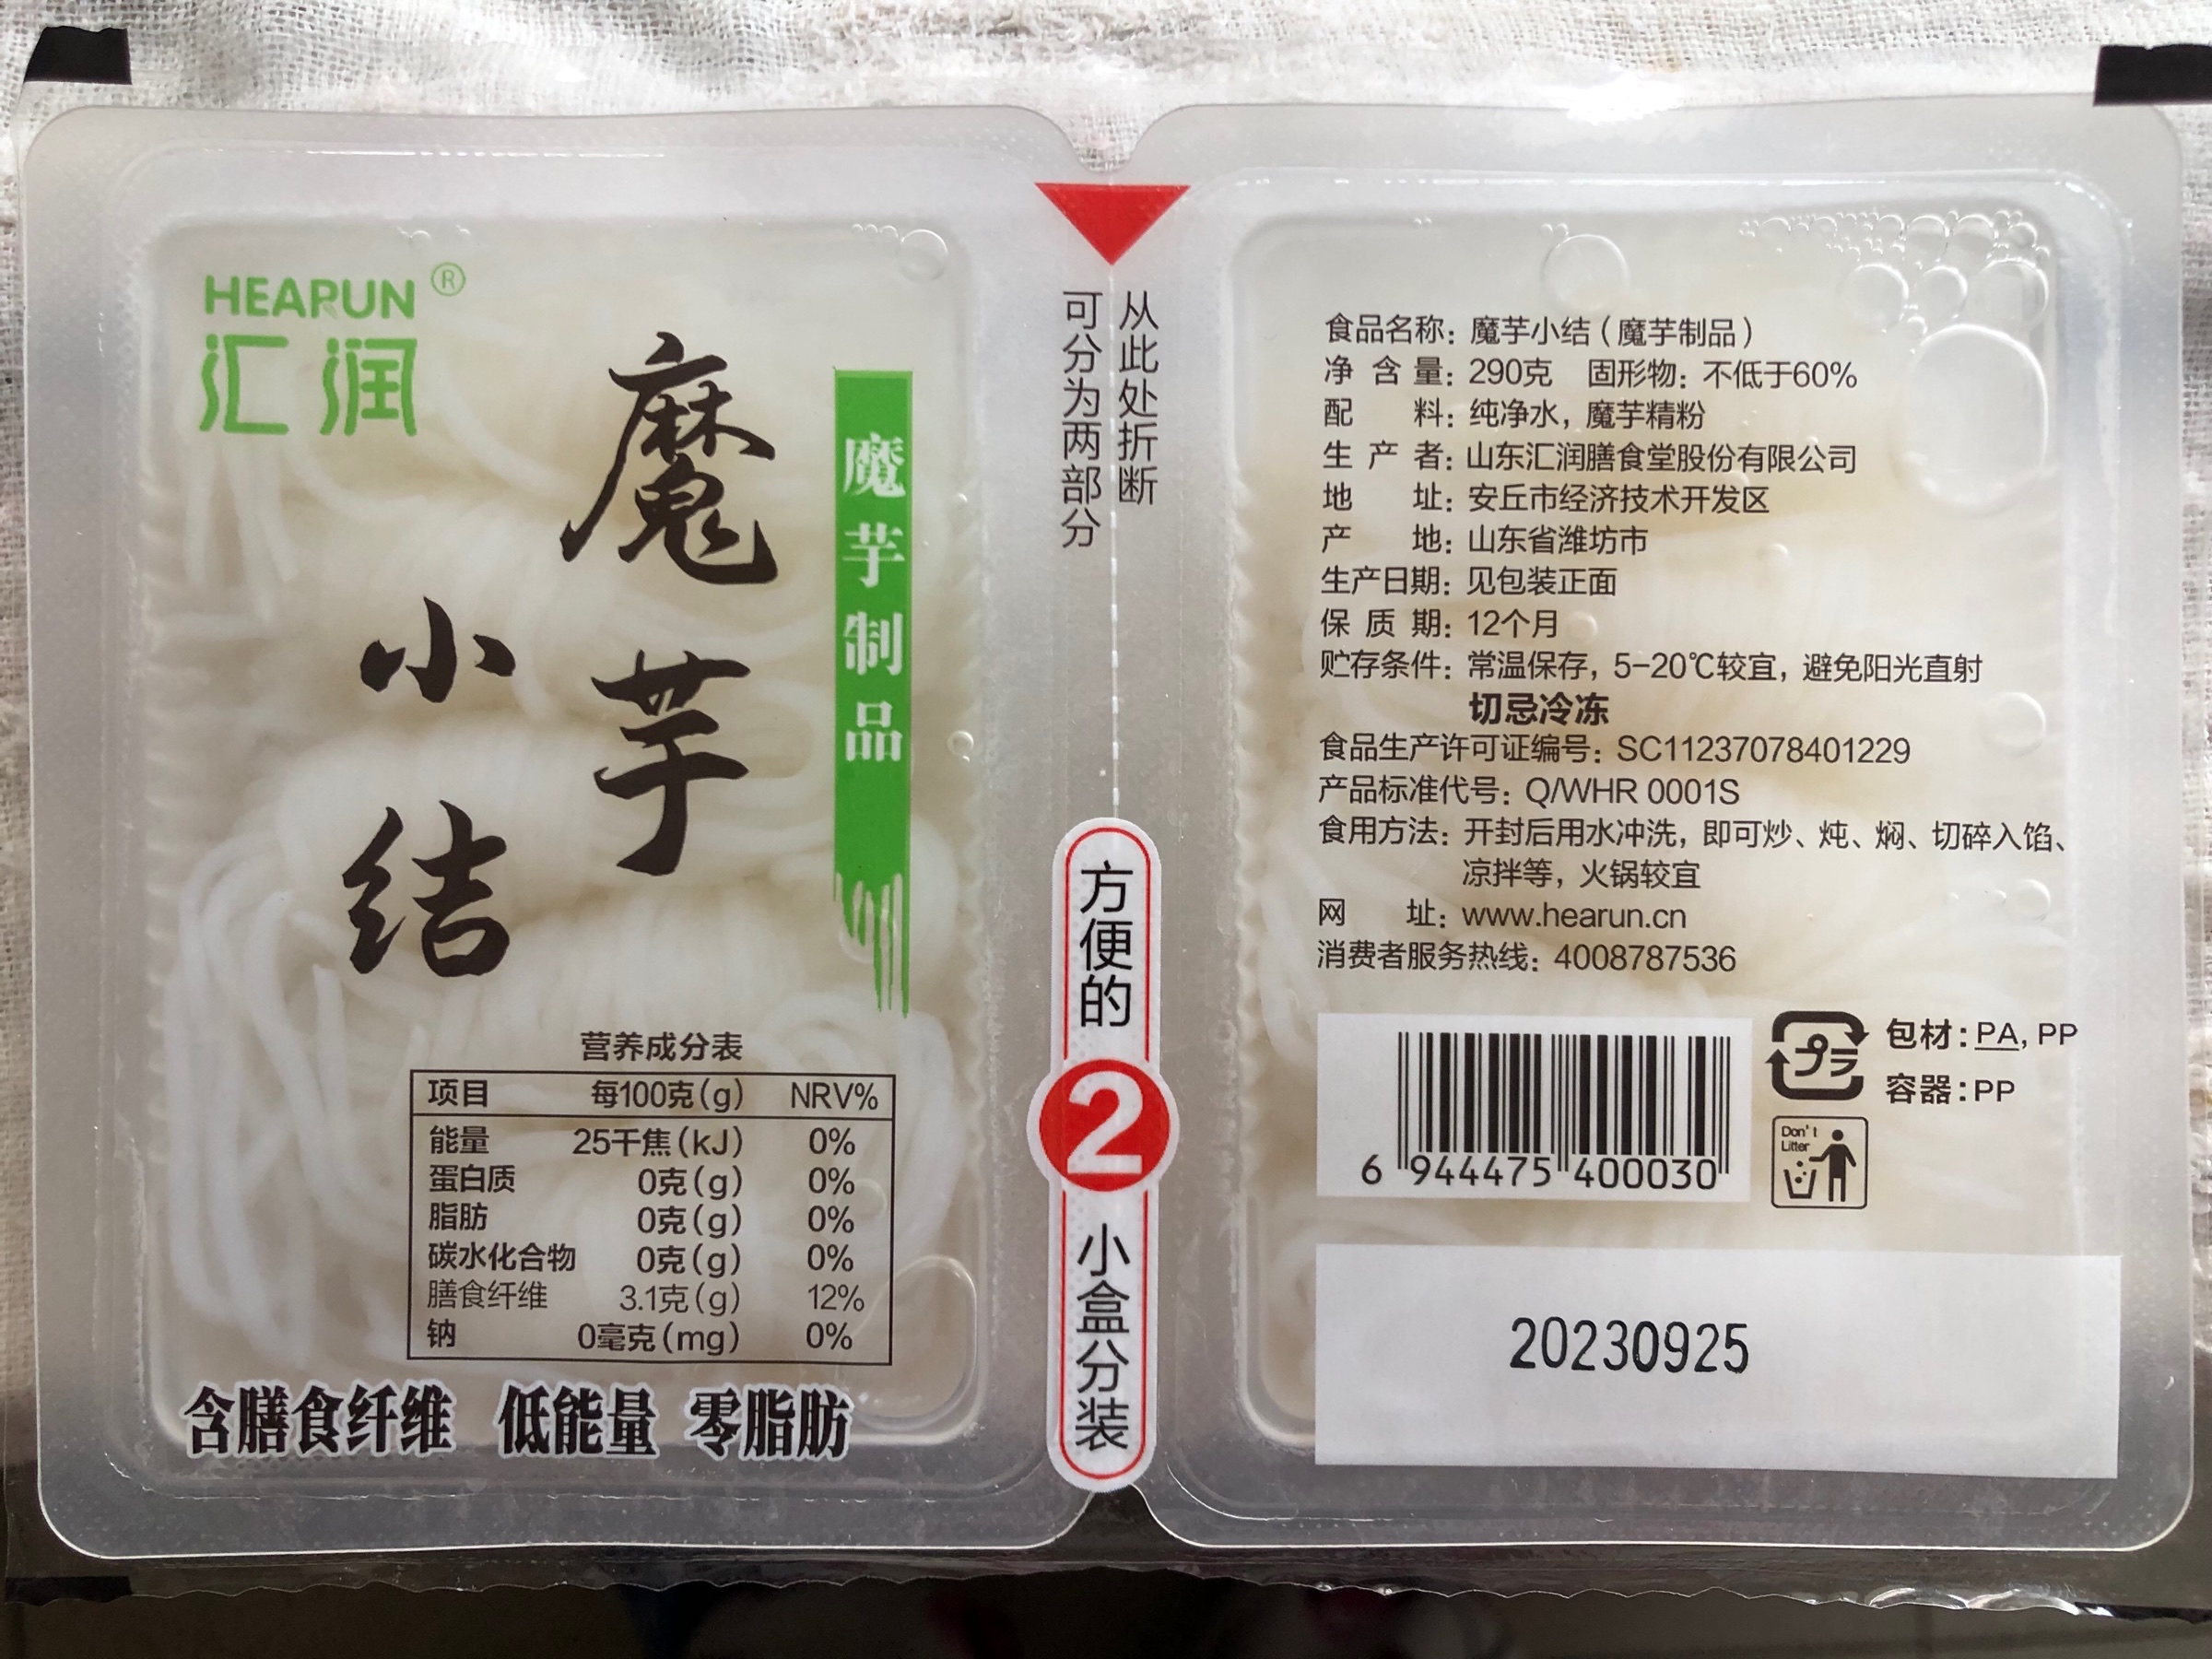 HEARUN®
汇润
魔芋
小结
魔芋制品
营养成分表
项目 每100克(g) NRV%
能量 25千焦(kJ) 0%
蛋白质 0克(g) 0%
脂肪 0克(g) 0%
碳水化合物 0克(g) 0%
膳食纤维 3.1克(g) 12%
钠 0毫克(mg) 0%
含膳食纤维 低能量 零脂肪
从此处折断
可分为两部分
方便的
2
小盒分装
食品名称：魔芋小结（魔芋制品）
净含量：290克 固形物：不低于60%
配料：纯净水，魔芋精粉
生产者：山东汇润膳食堂股份有限公司
地址：安丘市经济技术开发区
产地：山东省潍坊市
生产日期：见包装正面
保质期：12个月
贮存条件：常温保存，5-20℃较宜，避免阳光直射
切忌冷冻
食品生产许可证编号：SC11237078401229
产品标准代号：Q/WHR 0001S
食用方法：开封后用水冲洗，即可炒、炖、焖、切碎入馅、
凉拌等，火锅较宜
网址：www.hearun.cn
消费者服务热线：4008787536
6 944475 400030
プラ
包材：PA, PP
容器：PP
Don't
Litter
20230925